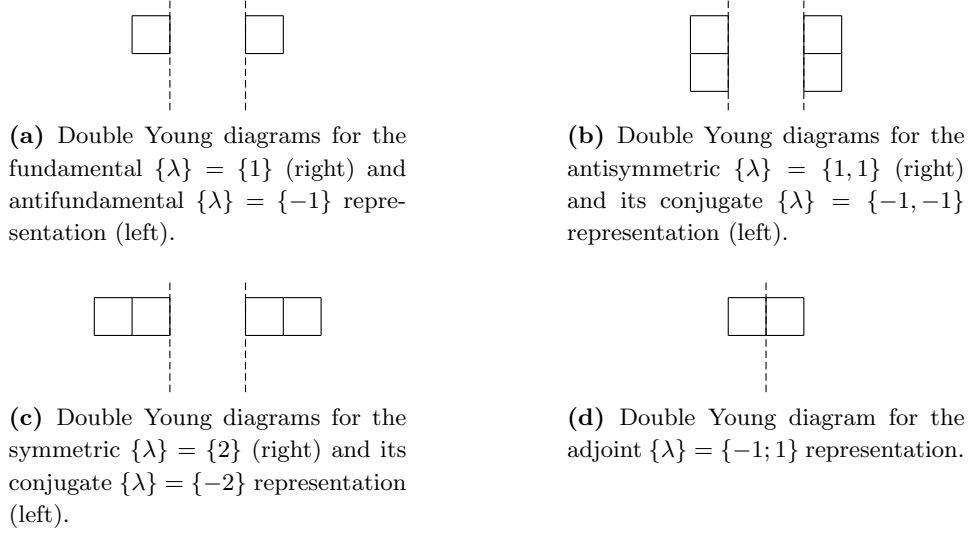 (a) Double Young diagrams for the
fundamental {λ} = {1} (right) and
antifundamental {λ} = {−1} repre-
sentation (left).
(b) Double Young diagrams for the
antisymmetric {λ} = {1, 1} (right)
and its conjugate {λ} = {−1, −1}
representation (left).
(c) Double Young diagrams for the
symmetric {λ} = {2} (right) and its
conjugate {λ} = {−2} representation
(left).
(d) Double Young diagram for the
adjoint {λ} = {−1; 1} representation.